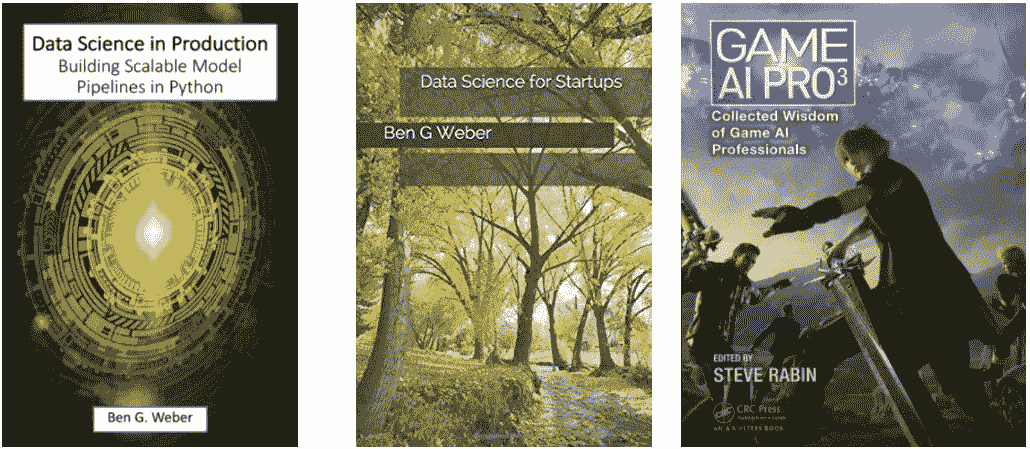 Data Science in Production
Building Scalable Model
Pipelines in Python
Ben G. Weber
Data Science for Startups
Ben G Weber
GAME
AI PRO3
Collected Wisdom
of Game AI
Professionals
EDITED BY
STEVE RABIN
CRC Press